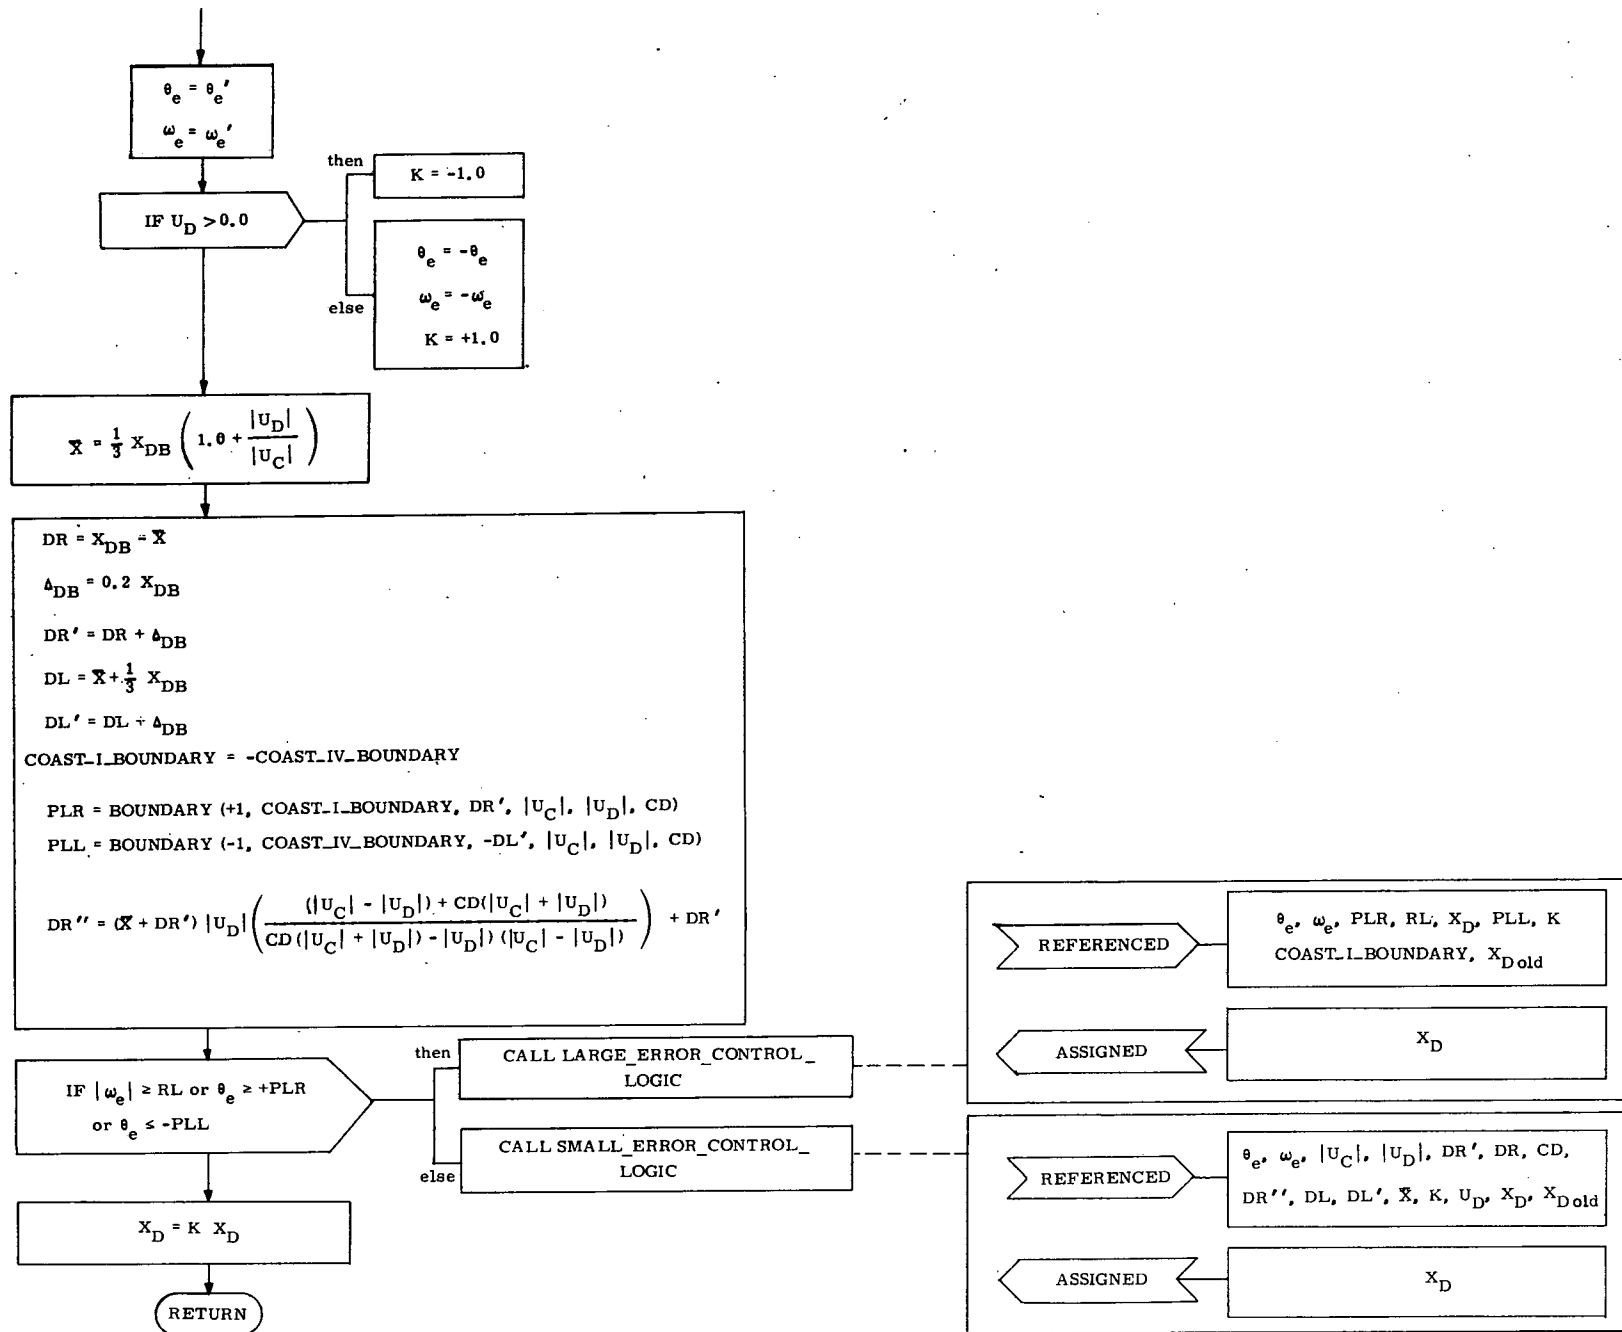 θe = θe′
ωe = ωe′
IF UD > 0.0
then
K = -1.0
else
θe = -θe
ωe = -ωe
K = +1.0
X̄ = 1/3 XDB (1.0 + |UD| / |UC|)
DR = XDB - X̄
ΔDB = 0.2 XDB
DR′ = DR + ΔDB
DL = X̄ + 1/3 XDB
DL′ = DL + ΔDB
COAST_I_BOUNDARY = -COAST_IV_BOUNDARY
PLR = BOUNDARY (+1, COAST_I_BOUNDARY, DR′, |UC|, |UD|, CD)
PLL = BOUNDARY (-1, COAST_IV_BOUNDARY, -DL′, |UC|, |UD|, CD)
DR′′ = (X̄ + DR′) |UD| ( (|UC| - |UD|) + CD(|UC| + |UD|) / CD (|UC| + |UD|) - |UD|) (|UC| - |UD|) ) + DR′
IF |ωe| ≥ RL or θe ≥ +PLR
or θe ≤ -PLL
then
CALL LARGE_ERROR_CONTROL_
LOGIC
else
CALL SMALL_ERROR_CONTROL_
LOGIC
XD = K XD
RETURN
REFERENCED
θe, ωe, PLR, RL, XD, PLL, K
COAST_I_BOUNDARY, XD old
ASSIGNED
XD
REFERENCED
θe, ωe, |UC|, |UD|, DR′, DR, CD,
DR′′, DL, DL′, X̄, K, UD, XD, XD old
ASSIGNED
XD